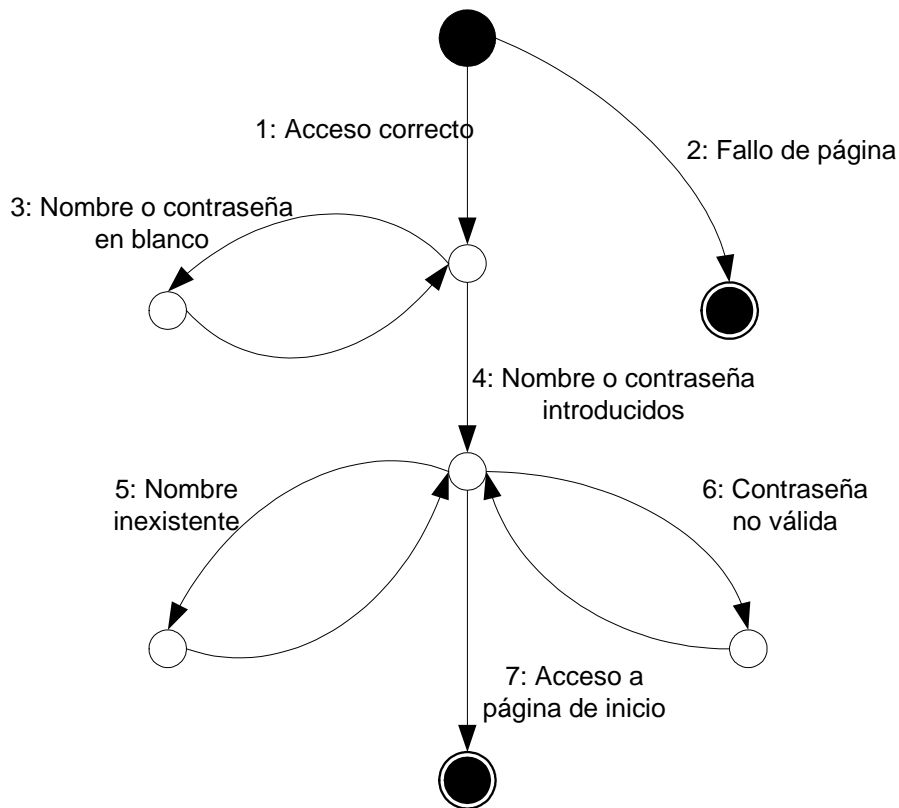 1: Acceso correcto
2: Fallo de página
3: Nombre o contraseña
en blanco
4: Nombre o contraseña
introducidos
5: Nombre
inexistente
6: Contraseña
no válida
7: Acceso a
página de inicio